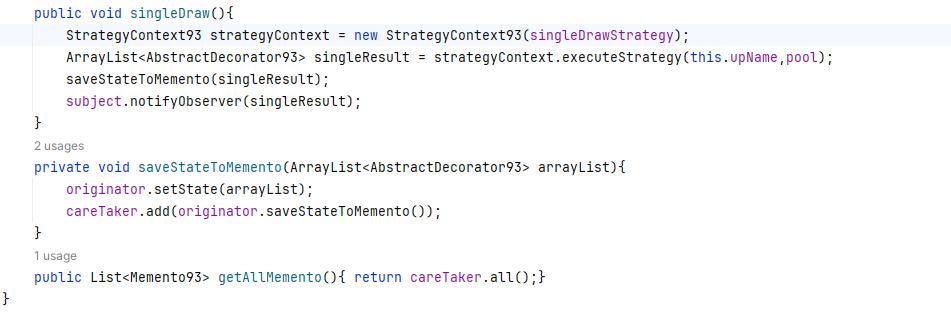 public void singleDraw(){
StrategyContext93 strategyContext = new StrategyContext93(singleDrawStrategy);
ArrayList<AbstractDecorator93> singleResult = strategyContext.executeStrategy(this.upName,pool);
saveStateToMemento(singleResult);
subject.notifyObserver(singleResult);
}
2 usages
private void saveStateToMemento(ArrayList<AbstractDecorator93> arrayList){
originator.setState(arrayList);
careTaker.add(originator.saveStateToMemento());
}
1 usage
public List<Memento93> getAllMemento(){ return careTaker.all();}
}